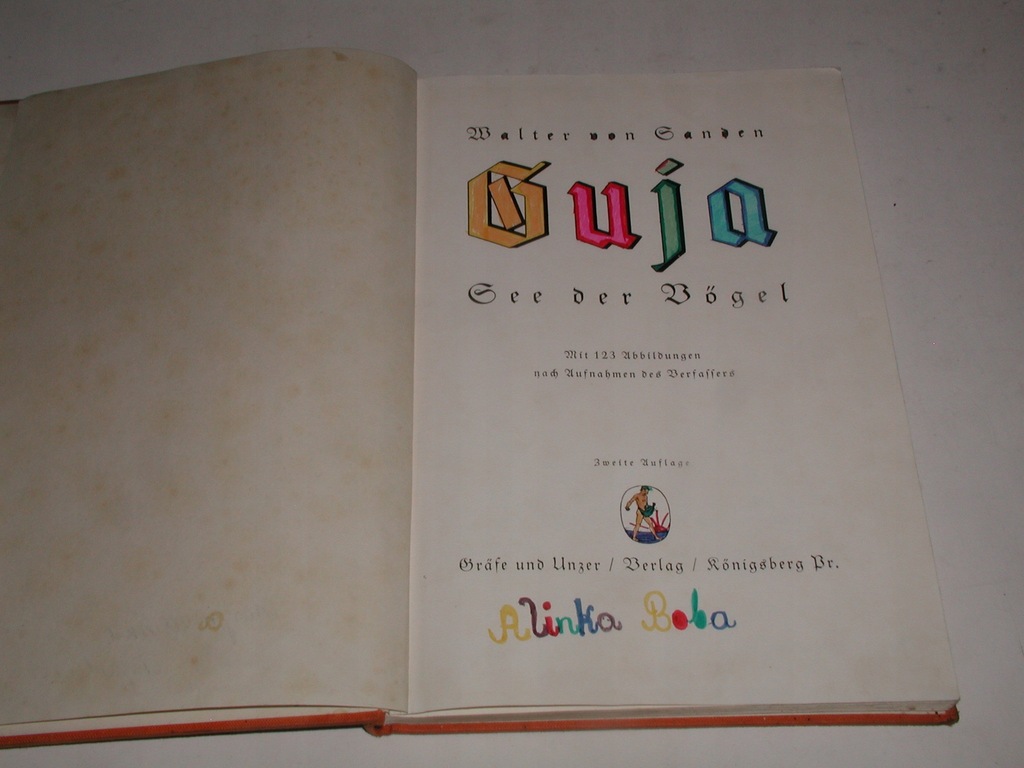 Walter von Sanden
Guja
See der Vögel
Mit 123 Abbildungen
nach Aufnahmen des Verfassers
Zweite Auflage
Gräfe und Unzer / Verlag / Königsberg Pr.
Alinka Boba